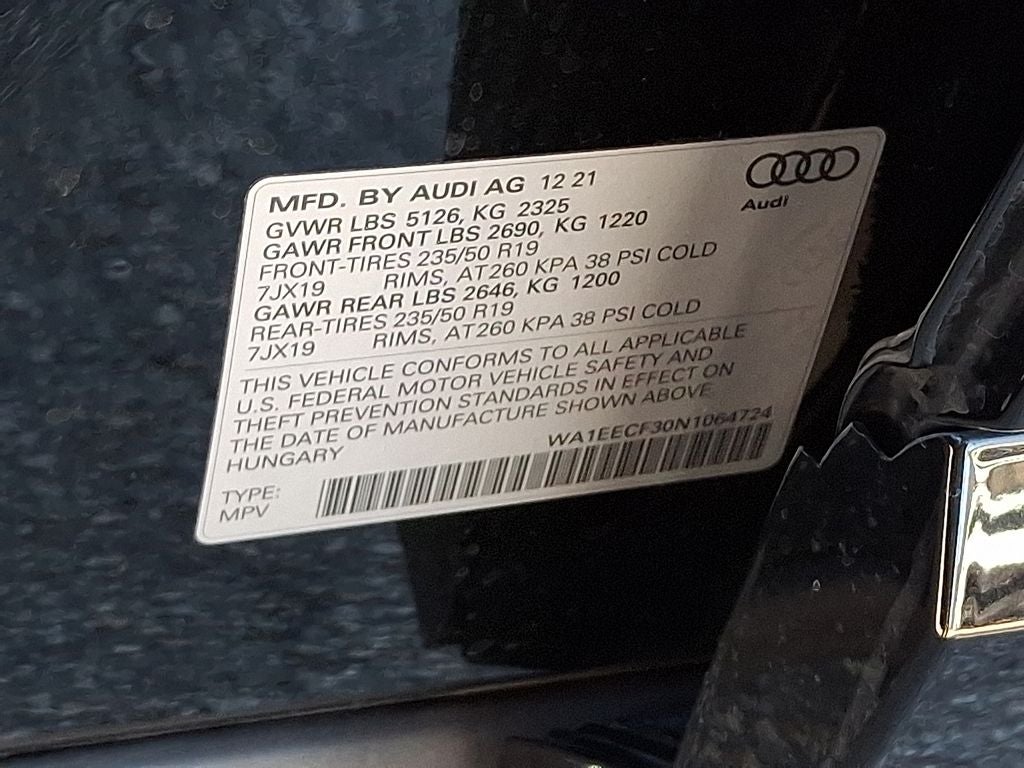 MFD. BY AUDI AG 12 21
Audi
GVWR LBS 5126, KG 2325
GAWR FRONT LBS 2690, KG 1220
FRONT-TIRES 235/50 R19
7JX19 RIMS, AT260 KPA 38 PSI COLD
GAWR REAR LBS 2646, KG 1200
REAR-TIRES 235/50 R19
7JX19 RIMS, AT260 KPA 38 PSI COLD
THIS VEHICLE CONFORMS TO ALL APPLICABLE
U.S. FEDERAL MOTOR VEHICLE SAFETY AND
THEFT PREVENTION STANDARDS IN EFFECT ON
THE DATE OF MANUFACTURE SHOWN ABOVE
HUNGARY
WA1EECF30N1064724
TYPE:
MPV